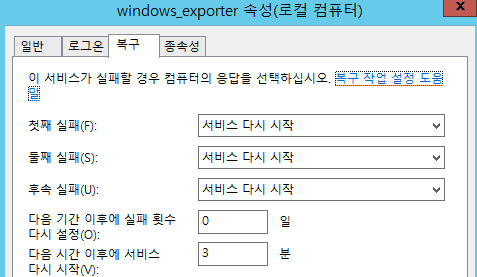 windows_exporter 속성(로컬 컴퓨터)
x
일반 로그온 복구 종속성
이 서비스가 실패할 경우 컴퓨터의 응답을 선택하십시오. 복구 작업 설정 도움
말
첫째 실패(F): 서비스 다시 시작
둘째 실패(S): 서비스 다시 시작
후속 실패(U): 서비스 다시 시작
다음 기간 이후에 실패 횟수
다시 설정(O): 0 일
다음 시간 이후에 서비스
다시 시작(V): 3 분